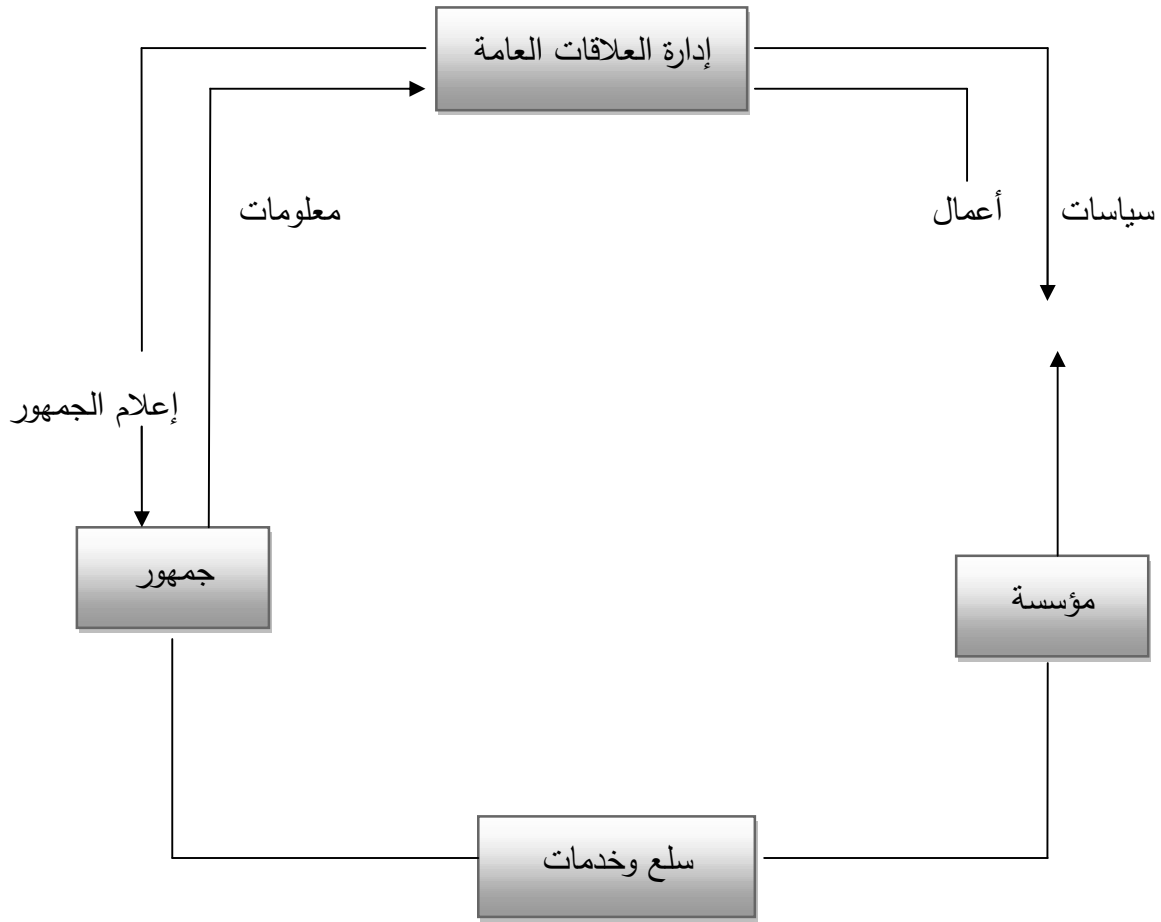 إدارة العلاقات العامة
سياسات
أعمال
معلومات
إعلام الجمهور
جمهور
مؤسسة
سلع وخدمات